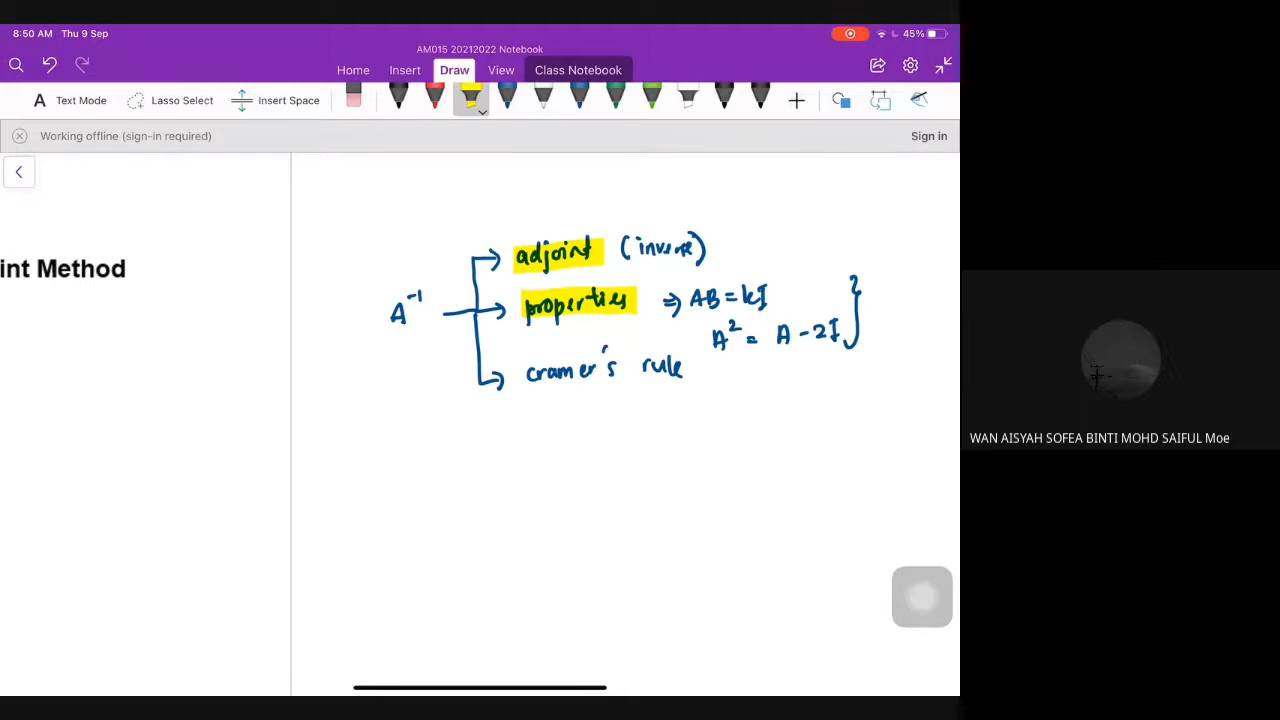 8:50 AM Thu 9 Sep
45%
AM015 20212022 Notebook
Home Insert Draw View Class Notebook
A Text Mode Lasso Select Insert Space
Working offline (sign-in required) Sign in
int Method
adjoint (inverse)
A⁻¹ properties ⇒ AB = kI
A² = A - 2I
cramer's rule
WAN AISYAH SOFEA BINTI MOHD SAIFUL Moe